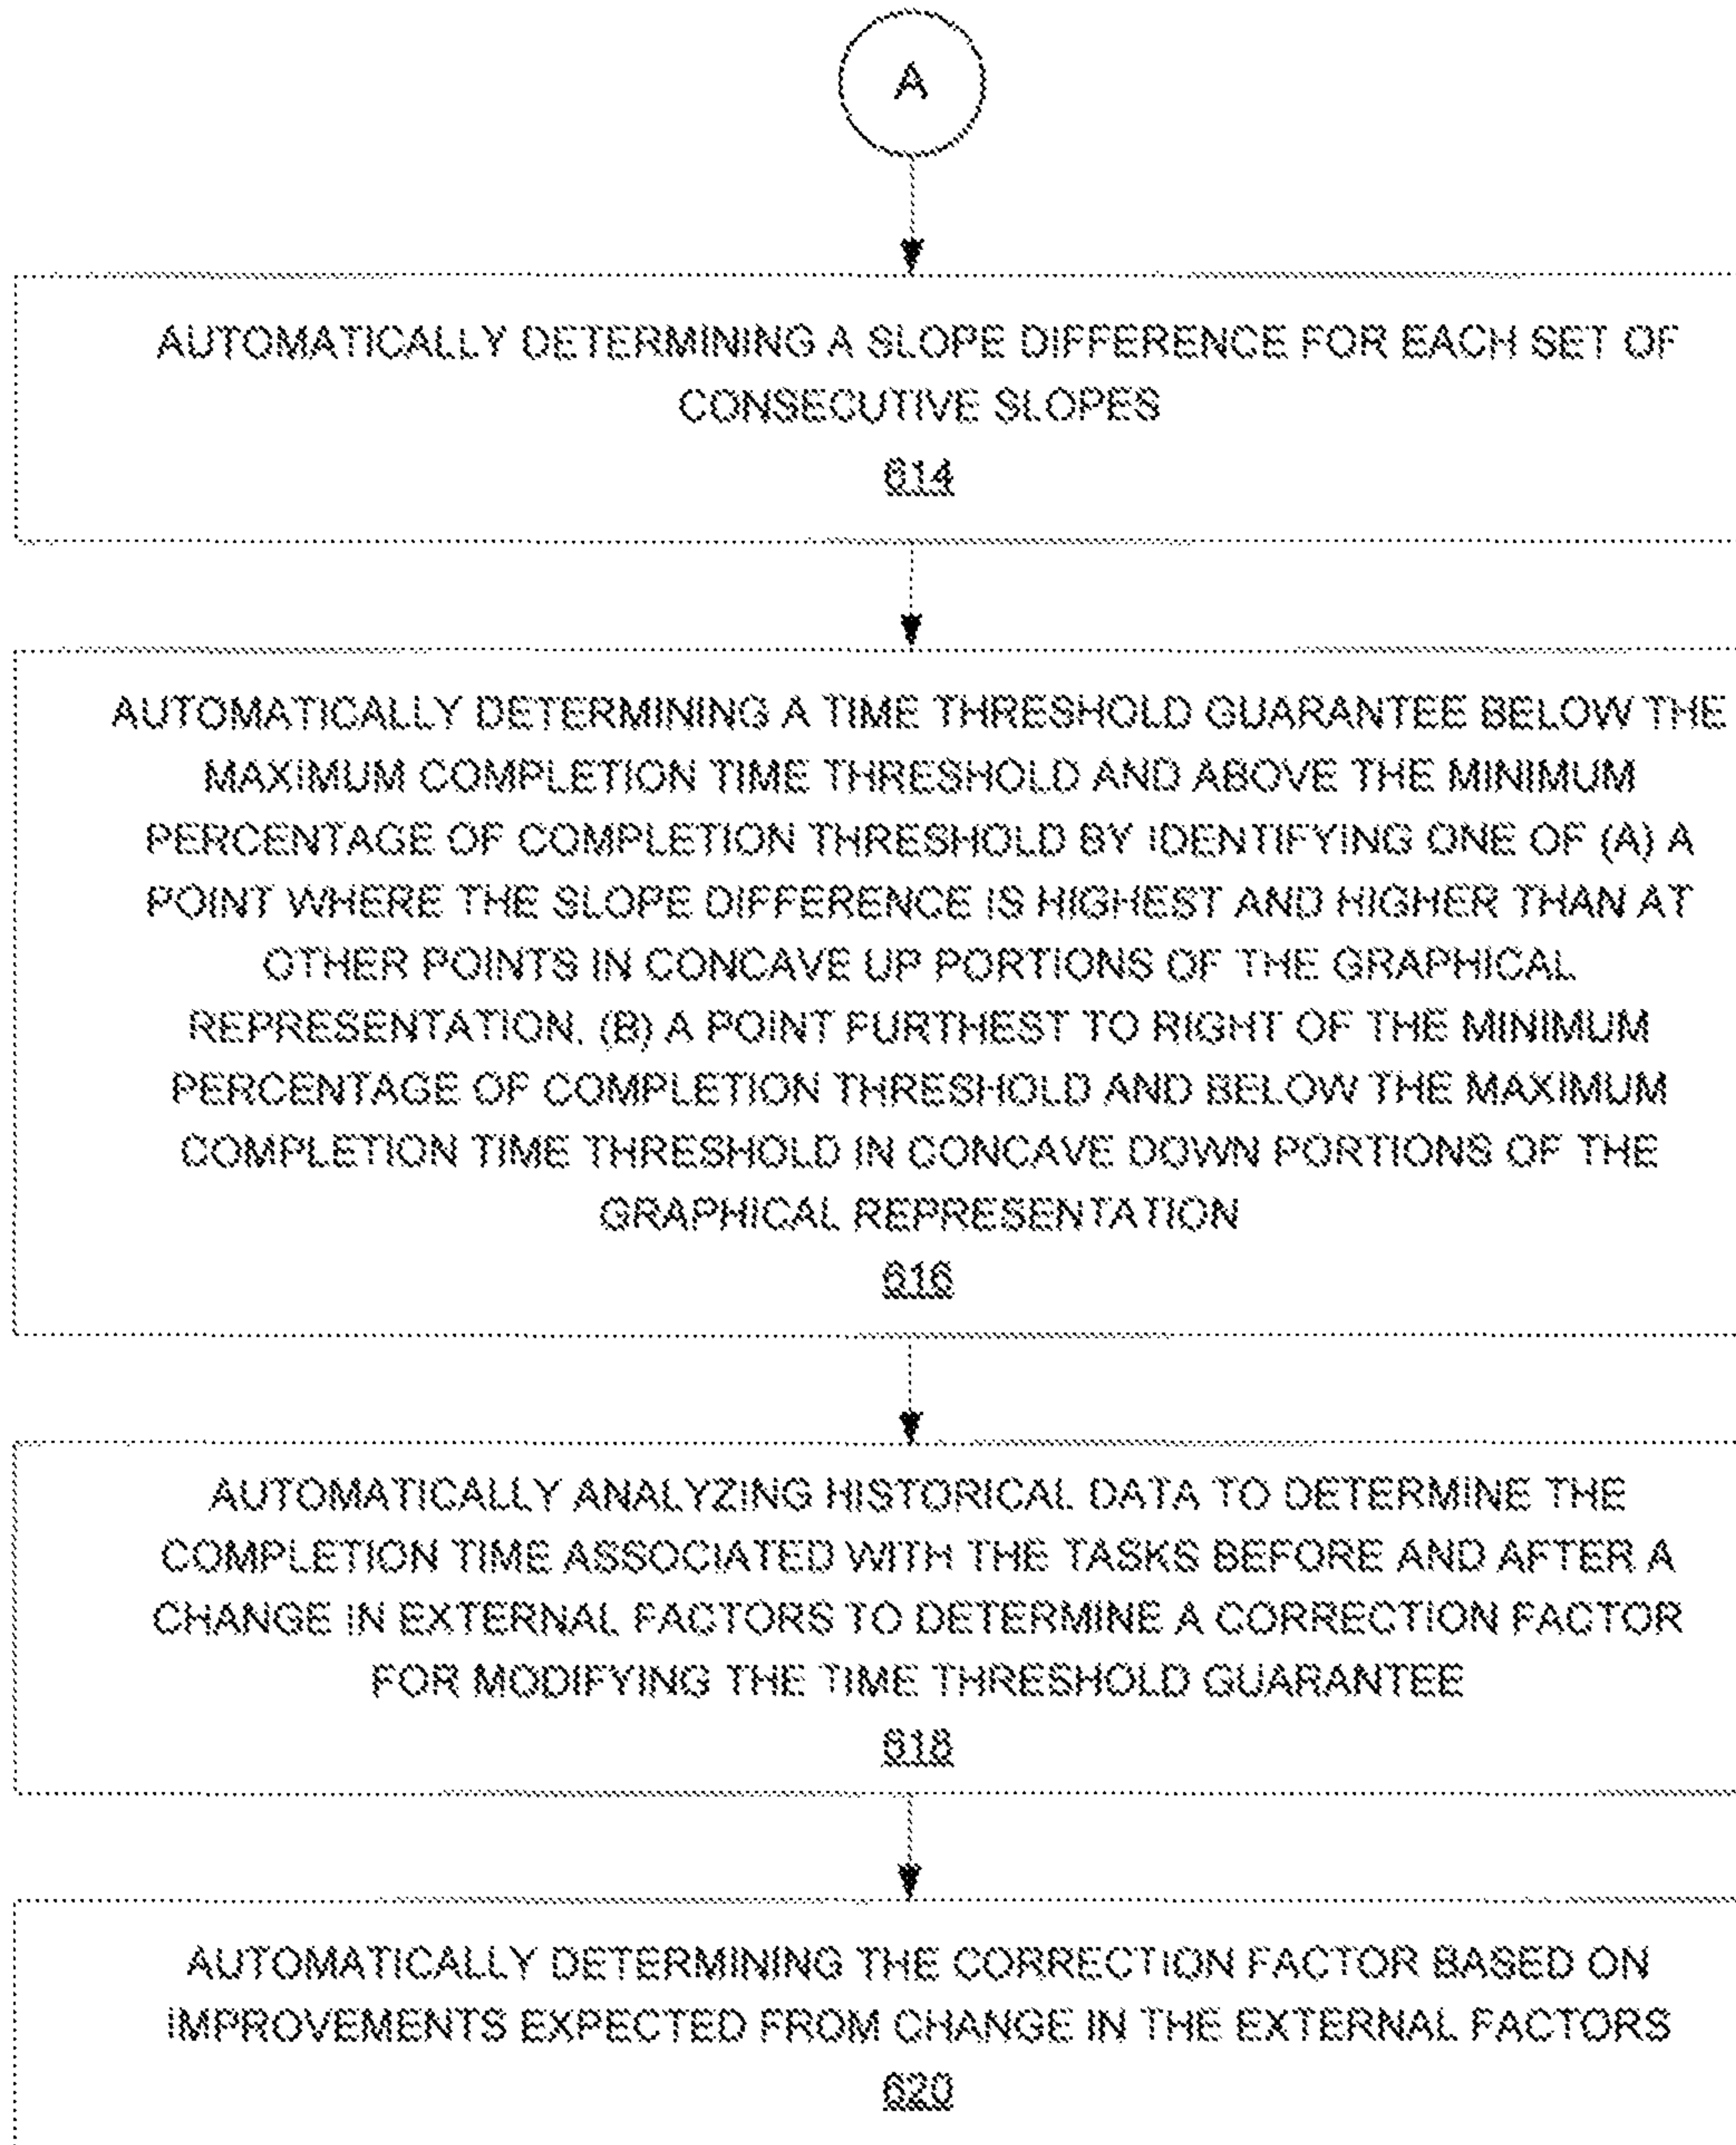 A
AUTOMATICALLY DETERMINING A SLOPE DIFFERENCE FOR EACH SET OF
CONSECUTIVE SLOPES
614
AUTOMATICALLY DETERMINING A TIME THRESHOLD GUARANTEE BELOW THE
MAXIMUM COMPLETION TIME THRESHOLD AND ABOVE THE MINIMUM
PERCENTAGE OF COMPLETION THRESHOLD BY IDENTIFYING ONE OF (A) A
POINT WHERE THE SLOPE DIFFERENCE IS HIGHEST AND HIGHER THAN AT
OTHER POINTS IN CONCAVE UP PORTIONS OF THE GRAPHICAL
REPRESENTATION, (B) A POINT FURTHEST TO RIGHT OF THE MINIMUM
PERCENTAGE OF COMPLETION THRESHOLD AND BELOW THE MAXIMUM
COMPLETION TIME THRESHOLD IN CONCAVE DOWN PORTIONS OF THE
GRAPHICAL REPRESENTATION
616
AUTOMATICALLY ANALYZING HISTORICAL DATA TO DETERMINE THE
COMPLETION TIME ASSOCIATED WITH THE TASKS BEFORE AND AFTER A
CHANGE IN EXTERNAL FACTORS TO DETERMINE A CORRECTION FACTOR
FOR MODIFYING THE TIME THRESHOLD GUARANTEE
618
AUTOMATICALLY DETERMINING THE CORRECTION FACTOR BASED ON
IMPROVEMENTS EXPECTED FROM CHANGE IN THE EXTERNAL FACTORS
620